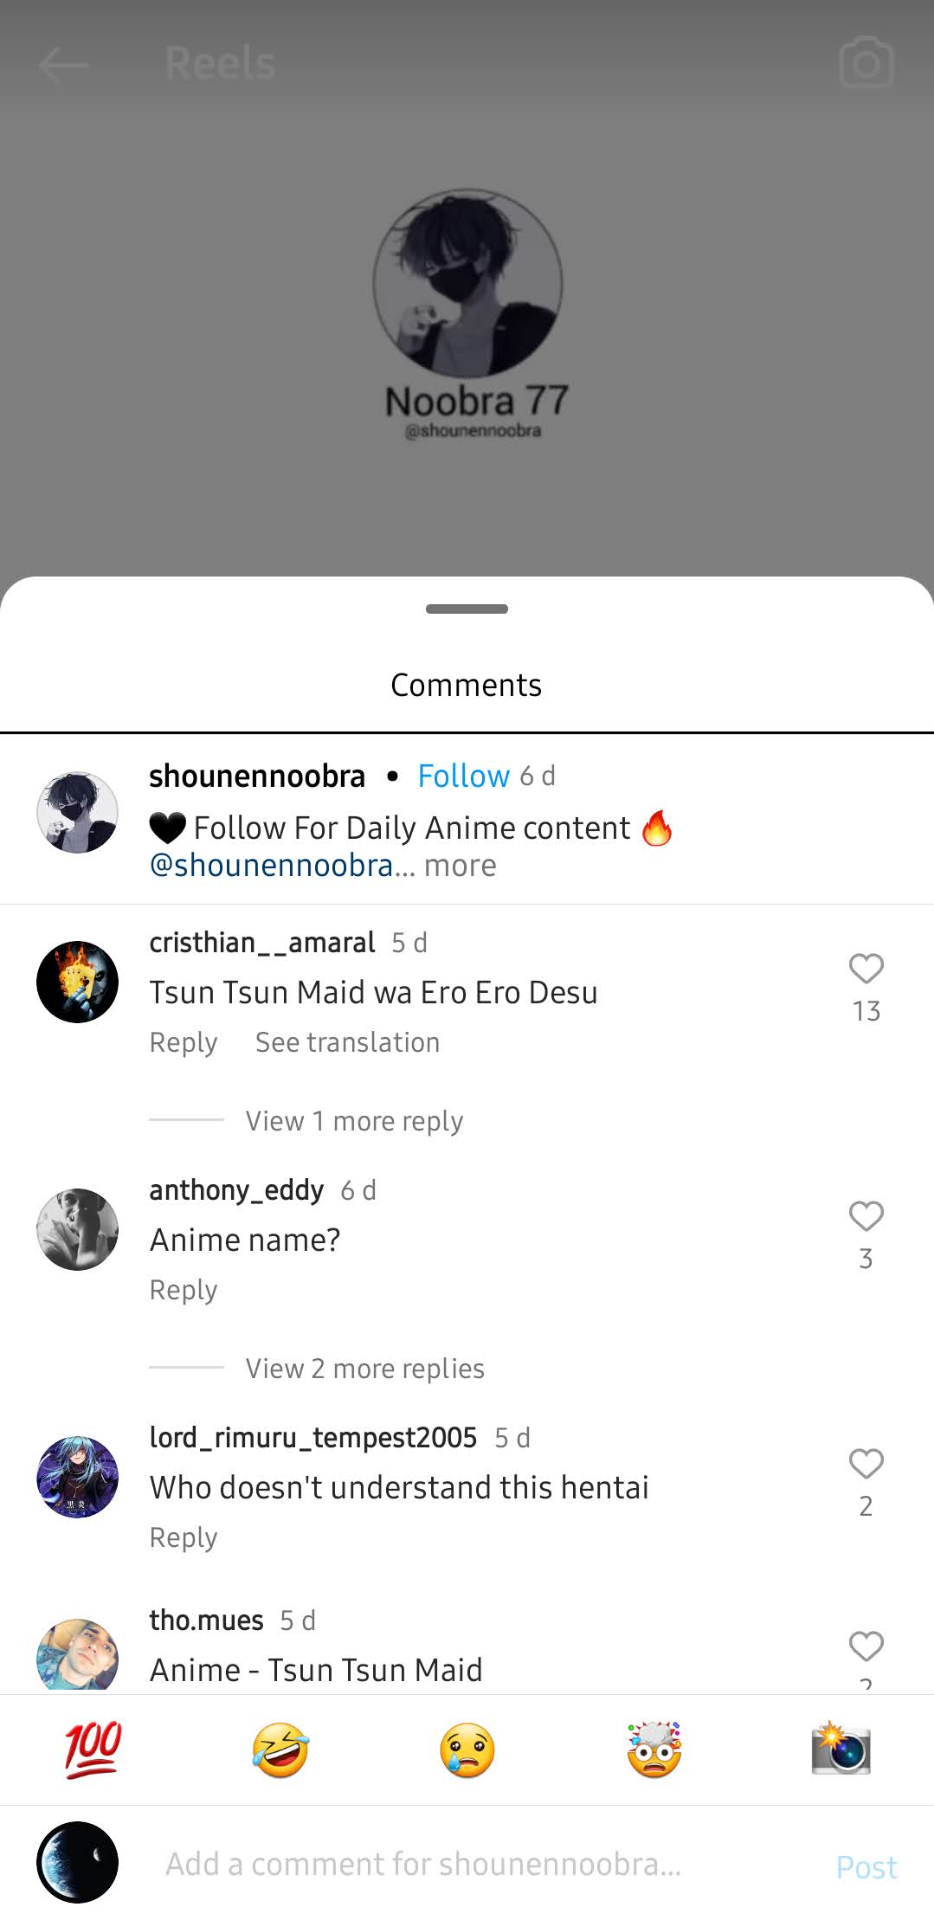 Reels
Noobra 77
@shounennoobra
Comments
shounennoobra • Follow 6 d
🖤 Follow For Daily Anime content 🔥
@shounennoobra... more
cristhian__amaral 5 d
Tsun Tsun Maid wa Ero Ero Desu
13
Reply See translation
View 1 more reply
anthony_eddy 6 d
Anime name?
3
Reply
View 2 more replies
lord_rimuru_tempest2005 5 d
Who doesn't understand this hentai
2
Reply
tho.mues 5 d
Anime - Tsun Tsun Maid
2
💯 🤣 😢 🤯 📸
Add a comment for shounennoobra... Post